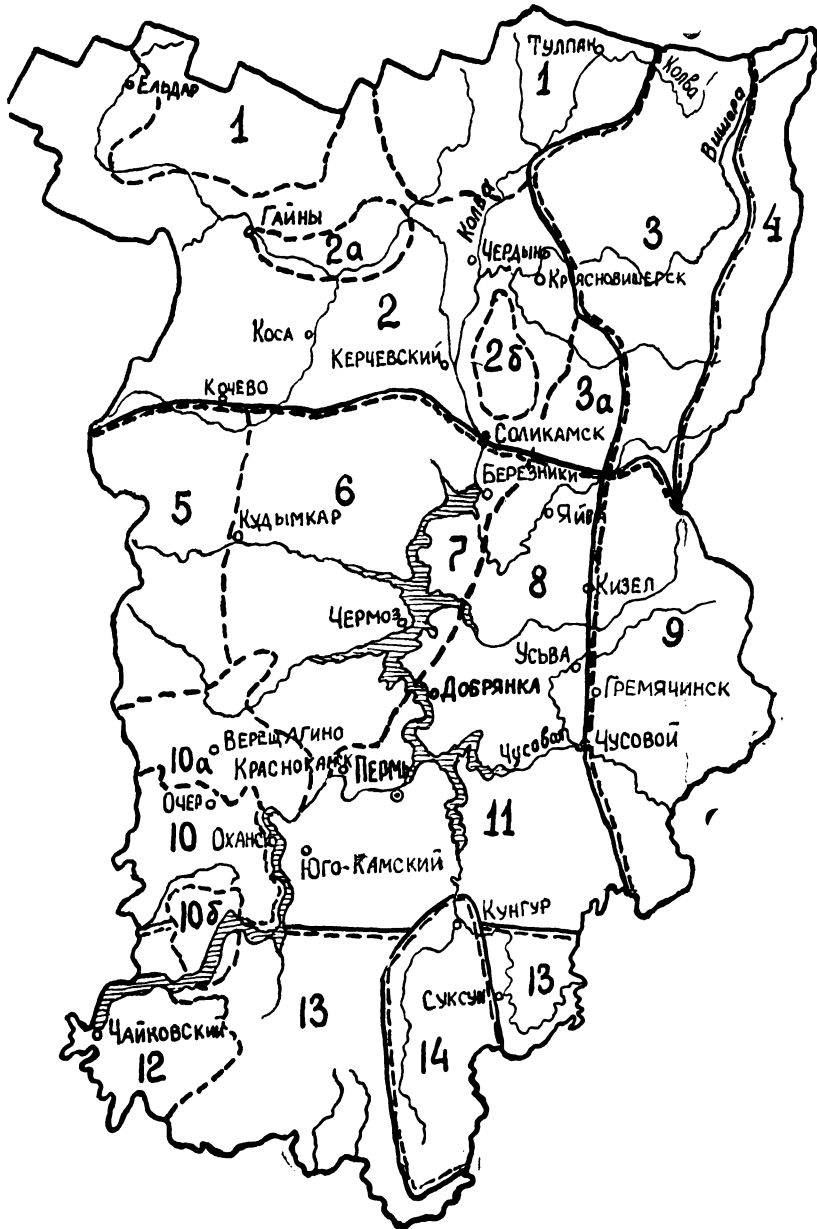 Тулпан
1
Колва
Ельдар
1
Вишера
Колва
Гайны
2а
Чердынь
3
4
Красновишерск
2
Коса
Керчевский
2б
3а
Кочево
Соликамск
Березники
5
6
Яйва
Кудымкар
7
8
Кизел
9
Чермоз
Усьва
Добрянка
Гремячинск
Верещагино
Чусовая
Чусовой
10а
Краснокамск
Пермь
Очер
10
Оханск
11
Юго-Камский
10б
Кунгур
13
Суксун
13
Чайковский
12
14